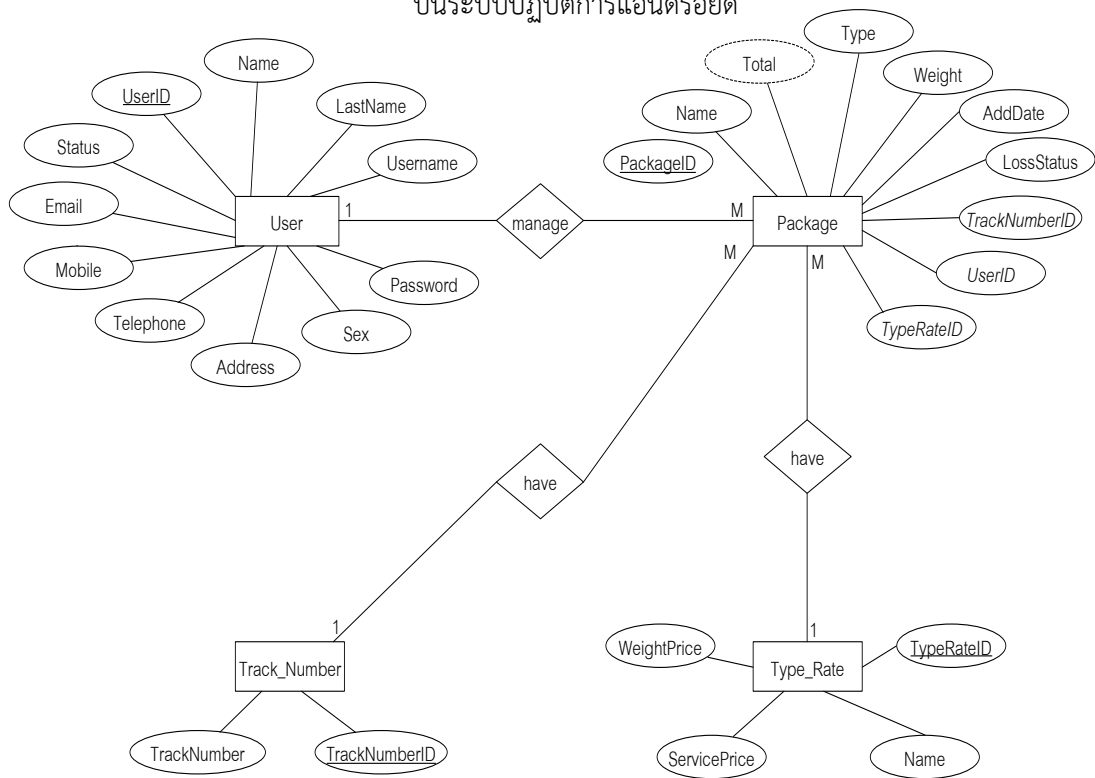 บนระบบปฏิบัติการแอนดรอยด์
Type
Name
Total
Weight
UserID
LastName
Name
AddDate
Status
Username
PackageID
LossStatus
Email
User
1
manage
M
Package
TrackNumberID
M
M
Mobile
Password
UserID
Telephone
Sex
TypeRateID
Address
have
have
1
1
WeightPrice
TypeRateID
Track_Number
Type_Rate
TrackNumber
TrackNumberID
ServicePrice
Name